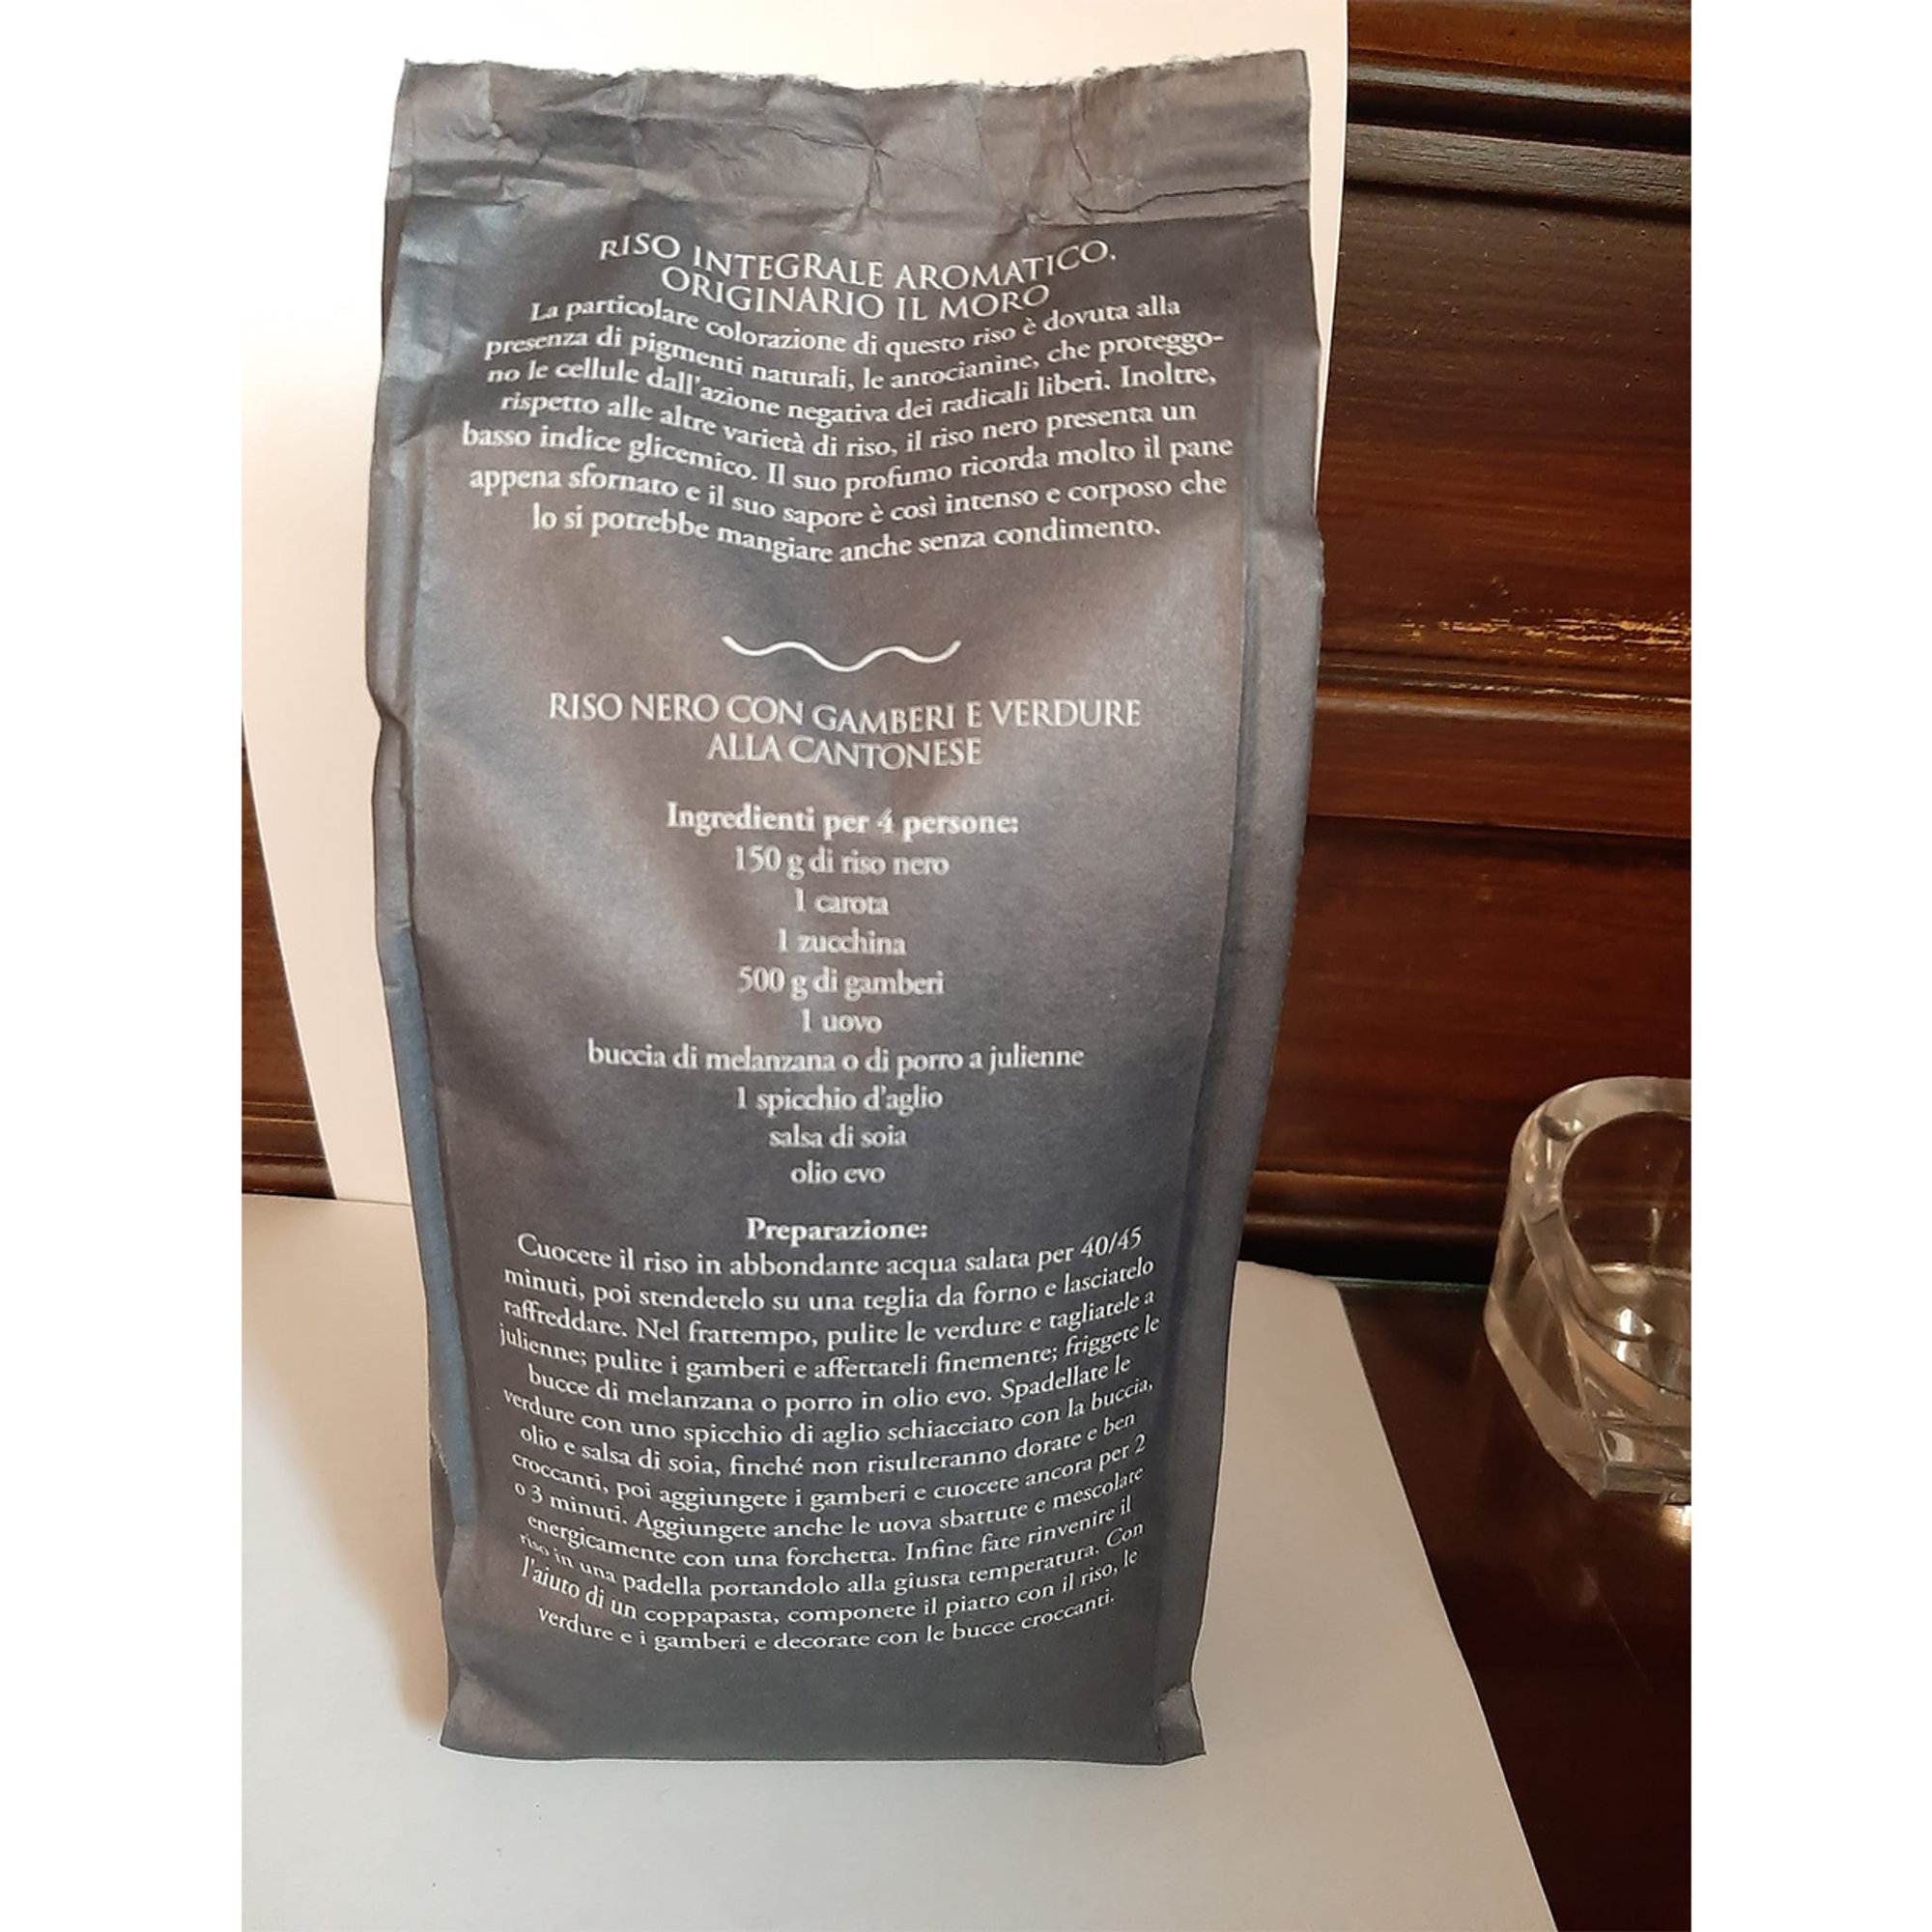 RISO INTEGRALE AROMATICO,
ORIGINARIO IL MORO
La particolare colorazione di questo riso è dovuta alla
presenza di pigmenti naturali, le antocianine, che proteggo-
no le cellule dall'azione negativa dei radicali liberi. Inoltre,
rispetto alle altre varietà di riso, il riso nero presenta un
basso indice glicemico. Il suo profumo ricorda molto il pane
appena sfornato e il suo sapore è così intenso e corposo che
lo si potrebbe mangiare anche senza condimento.
RISO NERO CON GAMBERI E VERDURE
ALLA CANTONESE
Ingredienti per 4 persone:
150 g di riso nero
1 carota
1 zucchina
500 g di gamberi
1 uovo
buccia di melanzana o di porro a julienne
1 spicchio d'aglio
salsa di soia
olio evo
Preparazione:
Cuocete il riso in abbondante acqua salata per 40/45
minuti, poi stendetelo su una teglia da forno e lasciatelo
raffreddare. Nel frattempo, pulite le verdure e tagliatele a
julienne; pulite i gamberi e affettateli finemente; friggete le
bucce di melanzana o porro in olio evo. Spadellate le
verdure con uno spicchio di aglio schiacciato con la buccia,
olio e salsa di soia, finché non risulteranno dorate e ben
croccanti, poi aggiungete i gamberi e cuocete ancora per 2
o 3 minuti. Aggiungete anche le uova sbattute e mescolate
energicamente con una forchetta. Infine fate rinvenire il
riso in una padella portandolo alla giusta temperatura. Con
l'aiuto di un coppapasta, componete il piatto con il riso, le
verdure e i gamberi e decorate con le bucce croccanti.